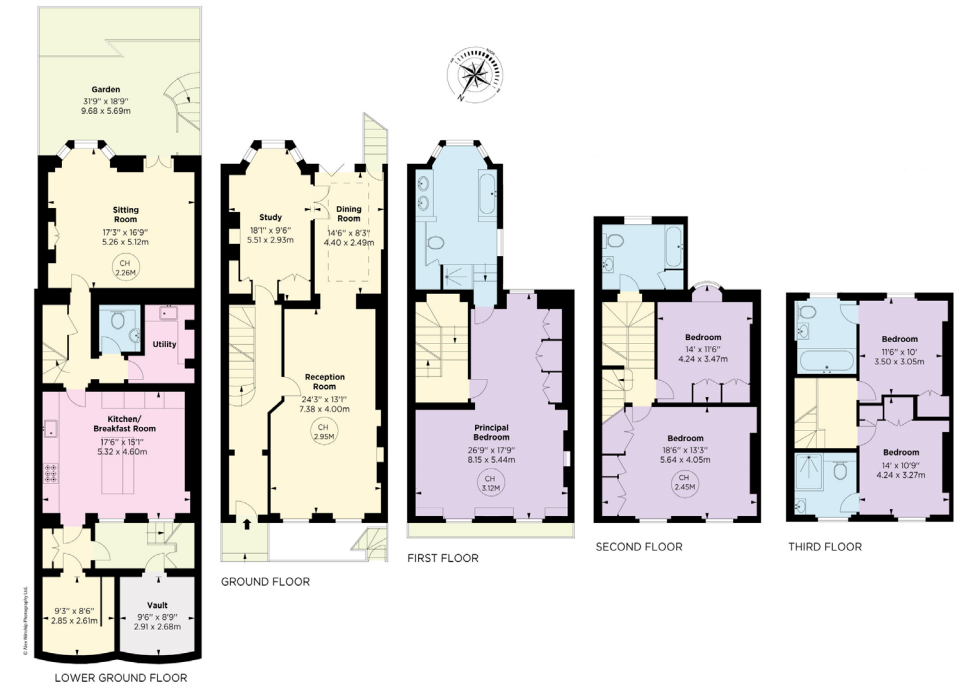 Garden
31'9" x 18'9"
9.68 x 5.69m
Sitting
Room
17'3" x 16'9"
5.26 x 5.12m
CH
2.26M
Utility
Kitchen/
Breakfast Room
17'6" x 15'1"
5.32 x 4.60m
9'3" x 8'6"
2.85 x 2.61m
Vault
9'6" x 8'9"
2.91 x 2.68m
LOWER GROUND FLOOR
Study
18'1" x 9'6"
5.51 x 2.93m
Dining
Room
14'6" x 8'3"
4.40 x 2.49m
Reception
Room
24'3" x 13'1"
7.38 x 4.00m
CH
2.95M
GROUND FLOOR
N
Principal
Bedroom
26'9" x 17'9"
8.15 x 5.44m
CH
3.12M
FIRST FLOOR
Bedroom
14' x 11'6"
4.24 x 3.47m
Bedroom
18'6" x 13'3"
5.64 x 4.05m
CH
2.45M
SECOND FLOOR
Bedroom
11'6" x 10'
3.50 x 3.05m
Bedroom
14' x 10'9"
4.24 x 3.27m
THIRD FLOOR
© Alex Winship Photography Ltd.